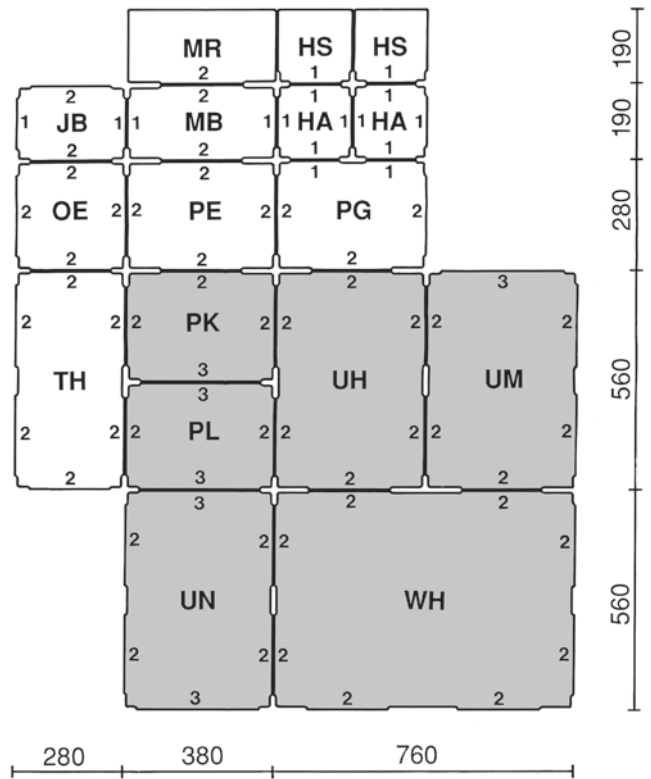 MR HS HS
2 1 1
190
2 2 1 1
1 JB 1 1 MB 1 1 HA 1 1 HA 1
190
2 2 1
2 2 1 1
2 OE 2 2 PE 2 2 PG 2
280
2 2 2
2 2 2 3
2 2 2 PK 2 2 2 2 2
3
TH UH UM
560
3
2 2 2 PL 2 2 2 2 2
2 3 2 2
3 2 2
2 2 2 2
UN WH
560
2 2 2 2
3 2 2
280 380 760